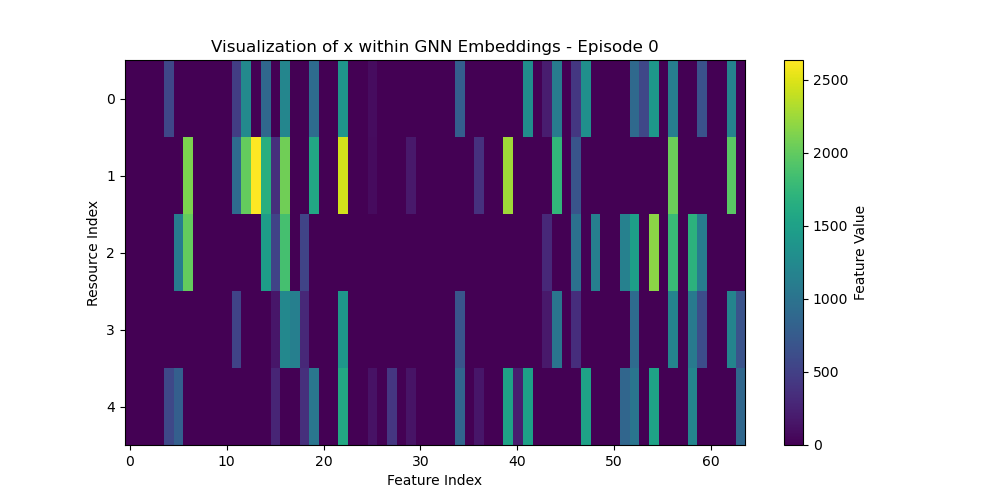 Visualization of x within GNN Embeddings - Episode 0
Resource Index
0
1
2
3
4
0 10 20 30 40 50 60
Feature Index
2500
2000
1500
1000
500
0
Feature Value